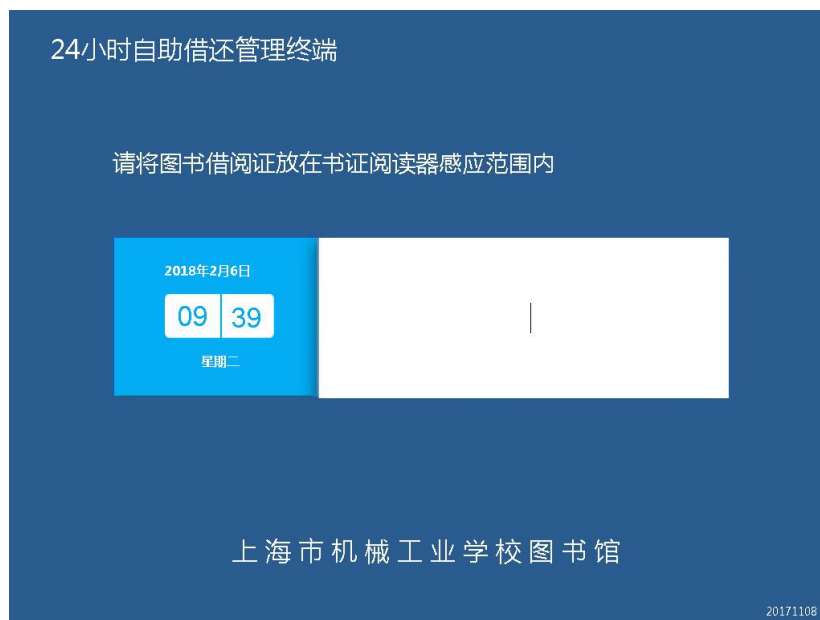 24小时自助借还管理终端
请将图书借阅证放在书证阅读器感应范围内
2018年2月6日
09 39
星期二
上海市机械工业学校图书馆
20171108